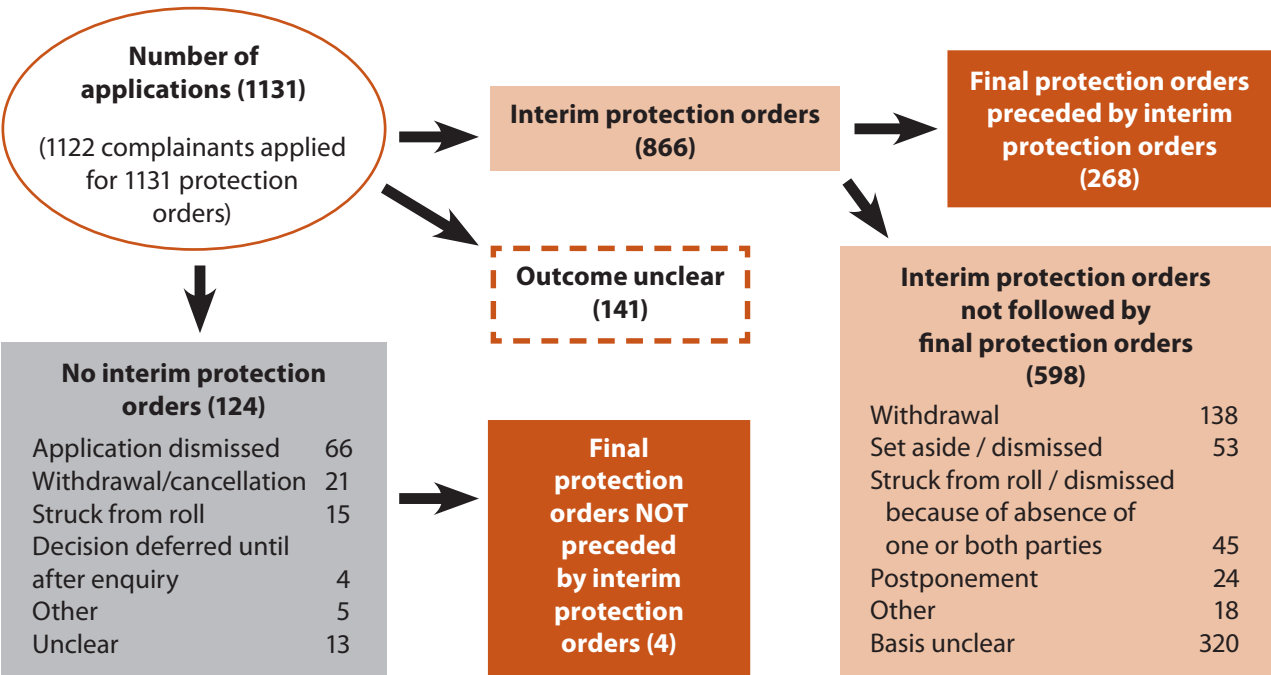 Number of
applications (1131)
(1122 complainants applied
for 1131 protection
orders)
Interim protection orders
(866)
Final protection orders
preceded by interim
protection orders
(268)
Outcome unclear
(141)
No interim protection
orders (124)
Application dismissed 66
Withdrawal/cancellation 21
Struck from roll 15
Decision deferred until
after enquiry 4
Other 5
Unclear 13
Final
protection
orders NOT
preceded
by interim
protection
orders (4)
Interim protection orders
not followed by
final protection orders
(598)
Withdrawal 138
Set aside / dismissed 53
Struck from roll / dismissed
because of absence of
one or both parties 45
Postponement 24
Other 18
Basis unclear 320